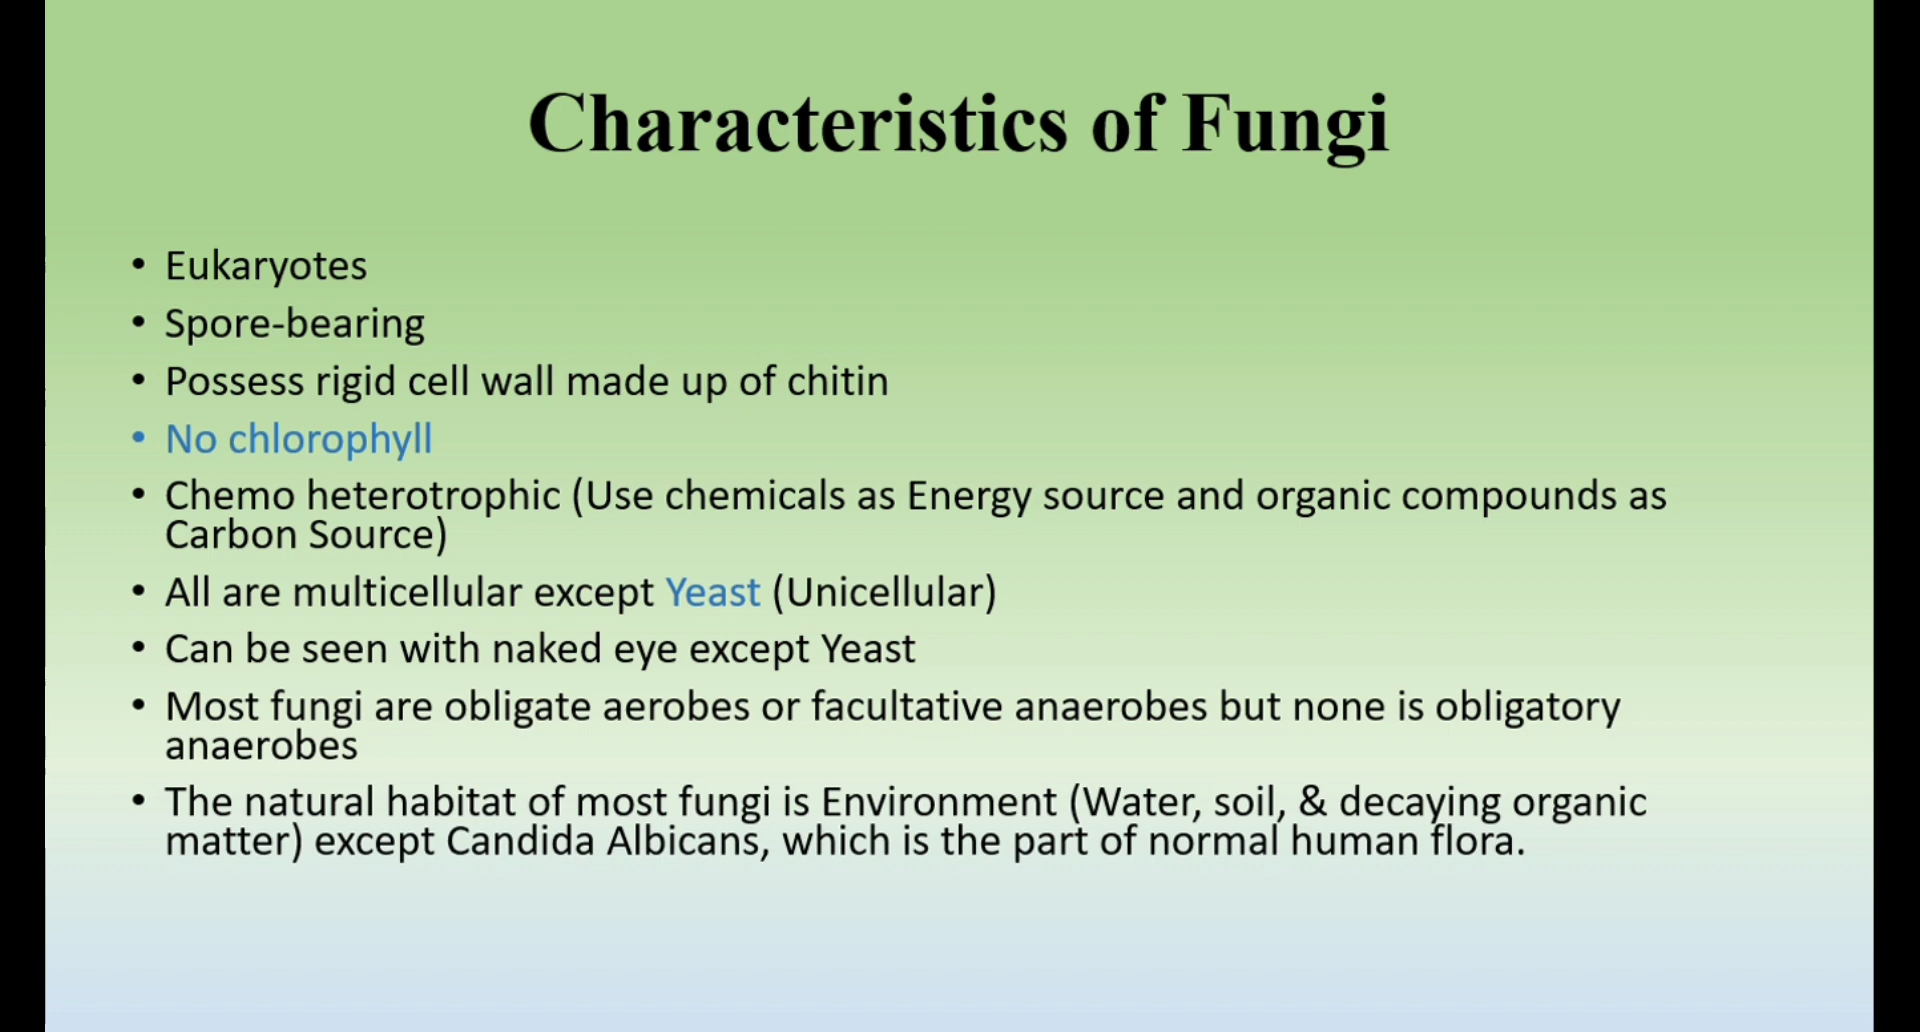 Characteristics of Fungi
• Eukaryotes
• Spore-bearing
• Possess rigid cell wall made up of chitin
• No chlorophyll
• Chemo heterotrophic (Use chemicals as Energy source and organic compounds as
Carbon Source)
• All are multicellular except Yeast (Unicellular)
• Can be seen with naked eye except Yeast
• Most fungi are obligate aerobes or facultative anaerobes but none is obligatory
anaerobes
• The natural habitat of most fungi is Environment (Water, soil, & decaying organic
matter) except Candida Albicans, which is the part of normal human flora.